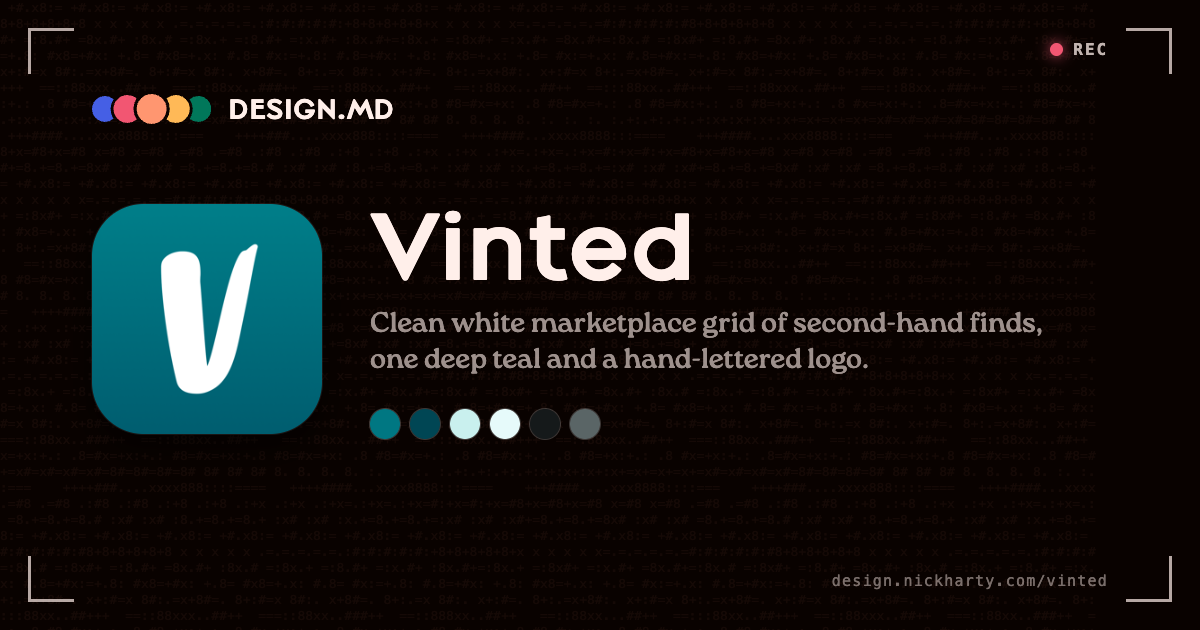 REC
DESIGN.MD
V
Vinted
Clean white marketplace grid of second-hand finds,
one deep teal and a hand-lettered logo.
design.nickharty.com/vinted